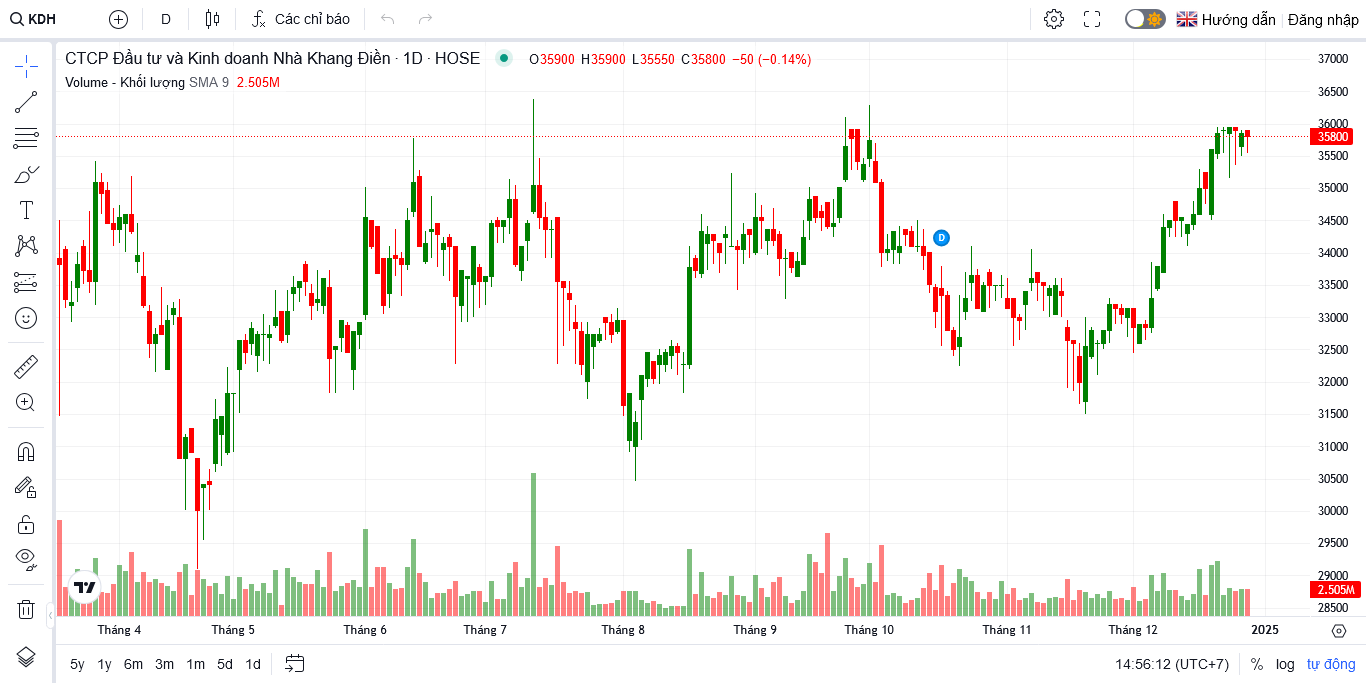 KDH D Các chỉ báo Hướng dẫn Đăng nhập
CTCP Đầu tư và Kinh doanh Nhà Khang Điền · 1D · HOSE O35900 H35900 L35550 C35800 −50 (−0.14%)
Volume - Khối lượng SMA 9 2.505M
37000
36500
36000
35800
35500
35000
34500
34000
33500
33000
32500
32000
31500
31000
30500
30000
29500
29000
2.505M
28500
D
Tháng 4 Tháng 5 Tháng 6 Tháng 7 Tháng 8 Tháng 9 Tháng 10 Tháng 11 Tháng 12 2025
5y 1y 6m 3m 1m 5d 1d 14:56:12 (UTC+7) % log tự động